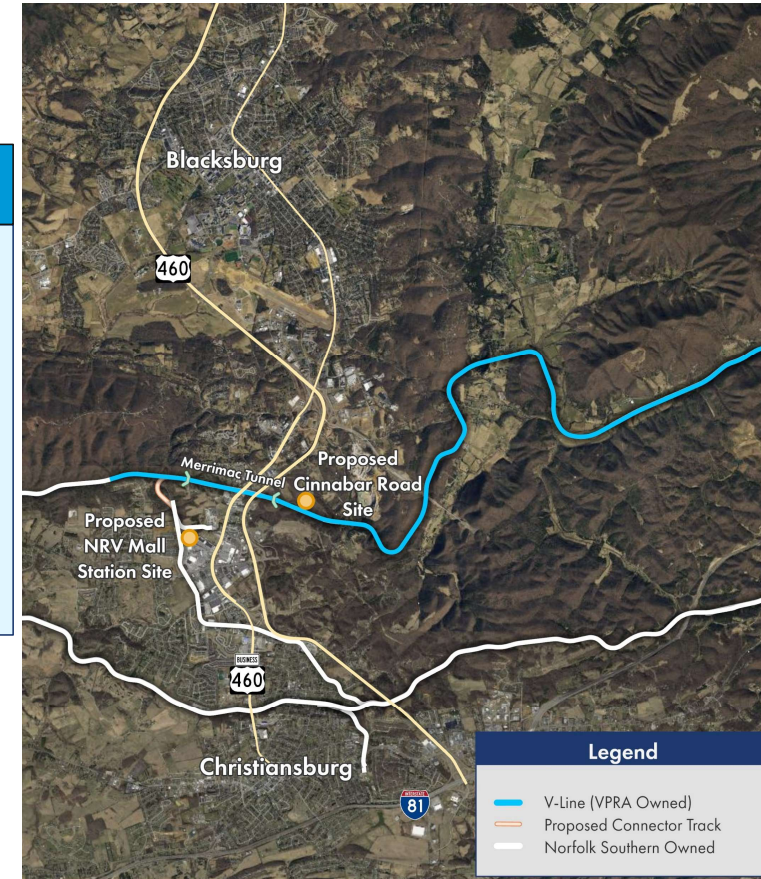 Blacksburg
460
Merrimac Tunnel
Proposed
Cinnabar Road
Site
Proposed
NRV Mall
Station Site
BUSINESS
460
Christiansburg
INTERSTATE
81
Legend
V-Line (VPRA Owned)
Proposed Connector Track
Norfolk Southern Owned